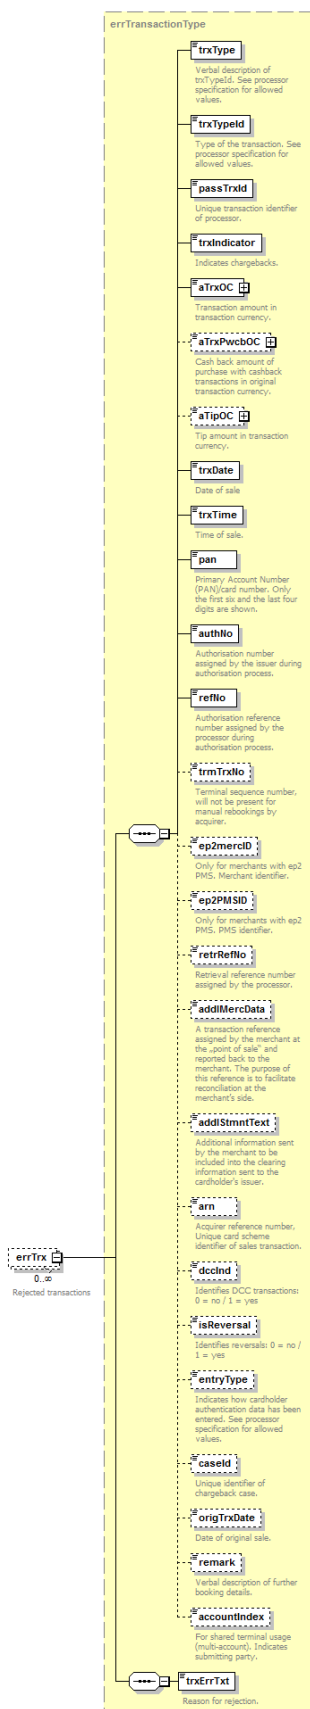 errTransactionType
trxType
Verbal description of
trxTypeId. See processor
specification for allowed
values.
trxTypeId
Type of the transaction. See
processor specification for
allowed values.
passTrxId
Unique transaction identifier
of processor.
trxIndicator
Indicates chargebacks.
aTrxOC
Transaction amount in
transaction currency.
aTrxPwcbOC
Cash back amount of
purchase with cashback
transactions in original
transaction currency.
aTipOC
Tip amount in transaction
currency.
trxDate
Date of sale
trxTime
Time of sale.
pan
Primary Account Number
(PAN)/card number. Only
the first six and the last four
digits are shown.
authNo
Authorisation number
assigned by the issuer during
authorisation process.
refNo
Authorisation reference
number assigned by the
processor during
authorisation process.
trmTrxNo
Terminal sequence number,
will not be present for
manual rebookings by
acquirer.
ep2mercID
Only for merchants with ep2
PMS. Merchant identifier.
ep2PMSID
Only for merchants with ep2
PMS. PMS identifier.
retrRefNo
Retrieval reference number
assigned by the processor.
addlMercData
A transaction reference
assigned by the merchant at
the „point of sale" and
reported back to the
merchant. The purpose of
this reference is to facilitate
reconciliation at the
merchant's side.
addlStmntText
Additional information sent
by the merchant to be
included into the clearing
information sent to the
cardholder's issuer.
arn
Acquirer reference number.
Unique card scheme
identifier of sales transaction.
errTrx
0..∞
Rejected transactions
dccInd
Identifies DCC transactions:
0 = no / 1 = yes
isReversal
Identifies reversals: 0 = no /
1 = yes
entryType
Indicates how cardholder
authentication data has been
entered. See processor
specification for allowed
values.
caseId
Unique identifier of
chargeback case.
origTrxDate
Date of original sale.
remark
Verbal description of further
booking details.
accountIndex
For shared terminal usage
(multi-account). Indicates
submitting party.
trxErrTxt
Reason for rejection.